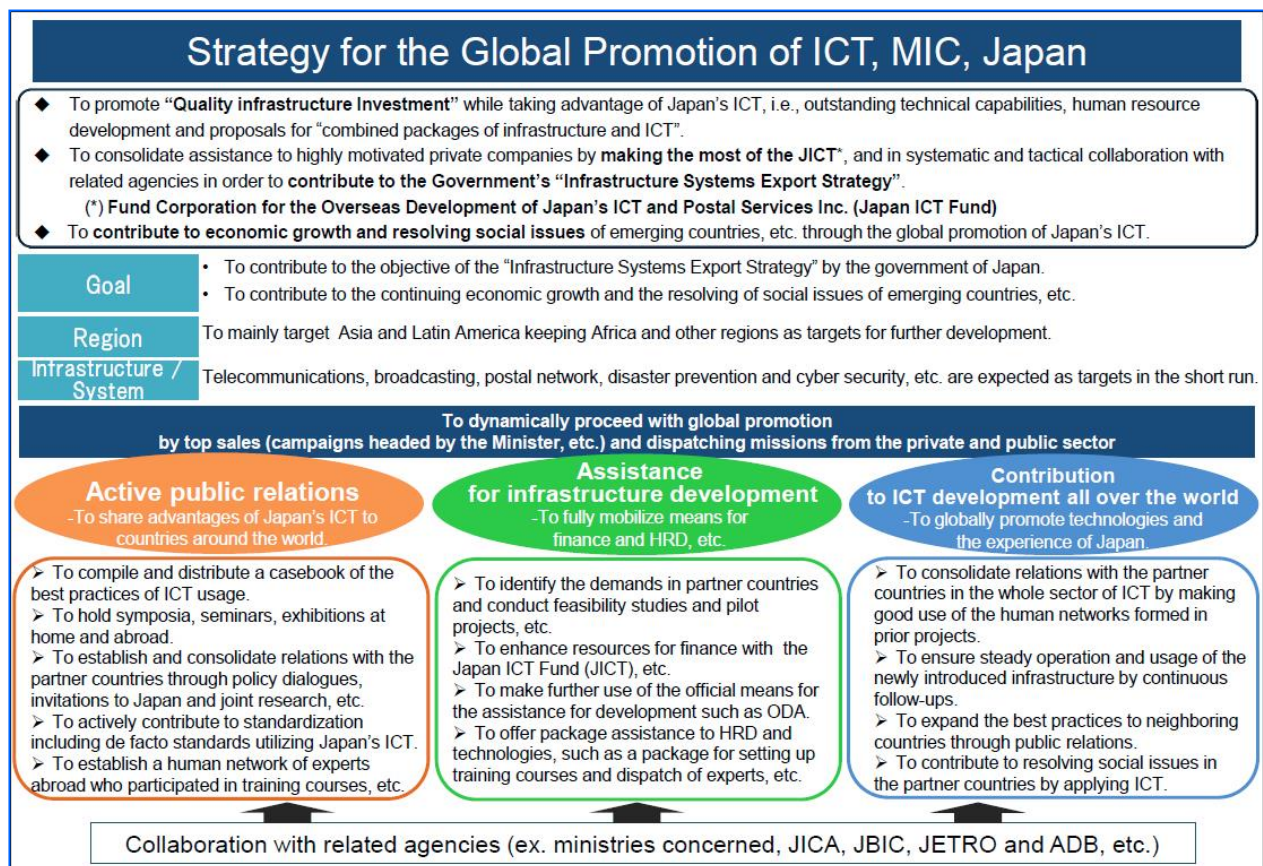 Strategy for the Global Promotion of ICT, MIC, Japan
◆ To promote “Quality infrastructure Investment” while taking advantage of Japan’s ICT, i.e., outstanding technical capabilities, human resource
development and proposals for “combined packages of infrastructure and ICT”.
◆ To consolidate assistance to highly motivated private companies by making the most of the JICT*, and in systematic and tactical collaboration with
related agencies in order to contribute to the Government’s “Infrastructure Systems Export Strategy”.
(*) Fund Corporation for the Overseas Development of Japan’s ICT and Postal Services Inc. (Japan ICT Fund)
◆ To contribute to economic growth and resolving social issues of emerging countries, etc. through the global promotion of Japan’s ICT.
Goal
• To contribute to the objective of the “Infrastructure Systems Export Strategy” by the government of Japan.
• To contribute to the continuing economic growth and the resolving of social issues of emerging countries, etc.
Region
To mainly target Asia and Latin America keeping Africa and other regions as targets for further development.
Infrastructure /
System
Telecommunications, broadcasting, postal network, disaster prevention and cyber security, etc. are expected as targets in the short run.
To dynamically proceed with global promotion
by top sales (campaigns headed by the Minister, etc.) and dispatching missions from the private and public sector
Active public relations
-To share advantages of Japan’s ICT to
countries around the world.
➢ To compile and distribute a casebook of the
best practices of ICT usage.
➢ To hold symposia, seminars, exhibitions at
home and abroad.
➢ To establish and consolidate relations with the
partner countries through policy dialogues,
invitations to Japan and joint research, etc.
➢ To actively contribute to standardization
including de facto standards utilizing Japan’s ICT.
➢ To establish a human network of experts
abroad who participated in training courses, etc.
Assistance
for infrastructure development
-To fully mobilize means for
finance and HRD, etc.
➢ To identify the demands in partner countries
and conduct feasibility studies and pilot
projects, etc.
➢ To enhance resources for finance with the
Japan ICT Fund (JICT), etc.
➢ To make further use of the official means for
the assistance for development such as ODA.
➢ To offer package assistance to HRD and
technologies, such as a package for setting up
training courses and dispatch of experts, etc.
Contribution
to ICT development all over the world
-To globally promote technologies and
the experience of Japan.
➢ To consolidate relations with the partner
countries in the whole sector of ICT by making
good use of the human networks formed in
prior projects.
➢ To ensure steady operation and usage of the
newly introduced infrastructure by continuous
follow-ups.
➢ To expand the best practices to neighboring
countries through public relations.
➢ To contribute to resolving social issues in
the partner countries by applying ICT.
Collaboration with related agencies (ex. ministries concerned, JICA, JBIC, JETRO and ADB, etc.)